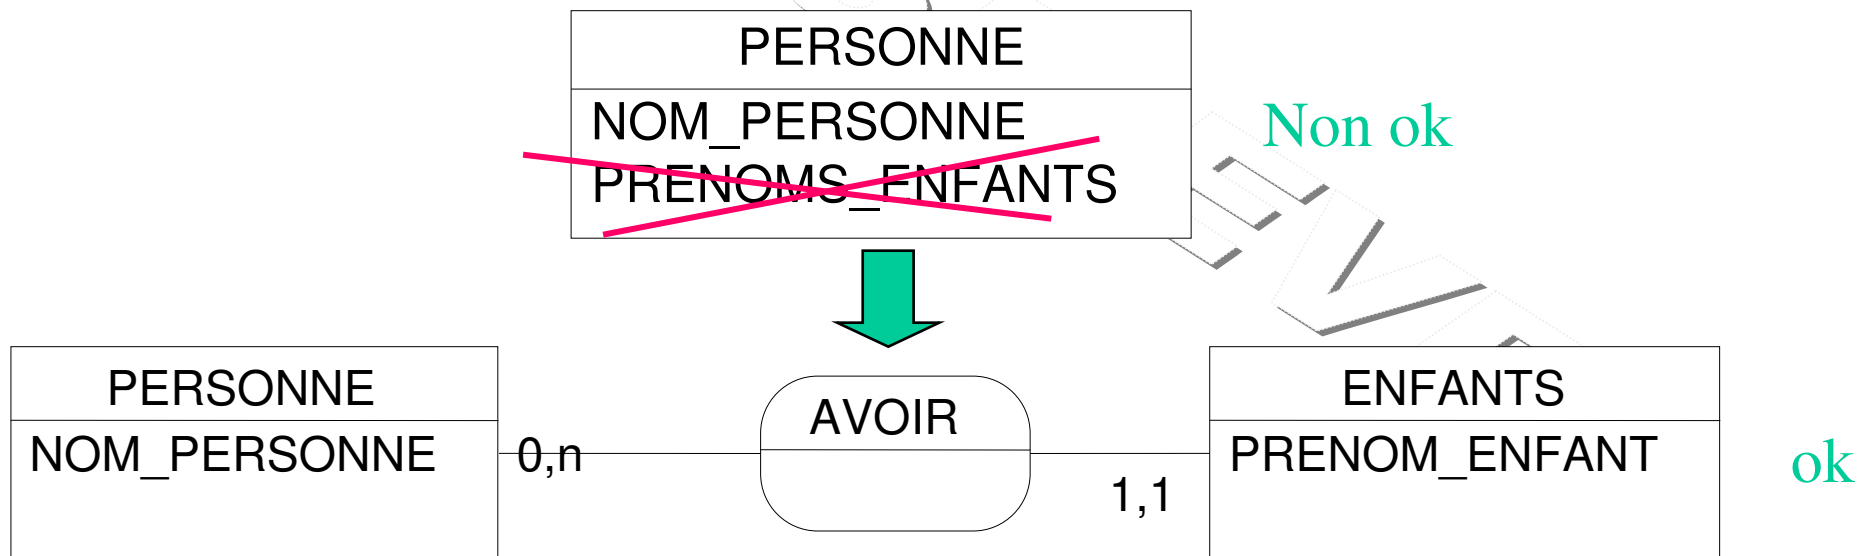 PERSONNE
NOM_PERSONNE
PRENOMS_ENFANTS
Non ok
PERSONNE
NOM_PERSONNE
0,n
AVOIR
1,1
ENFANTS
PRENOM_ENFANT
ok